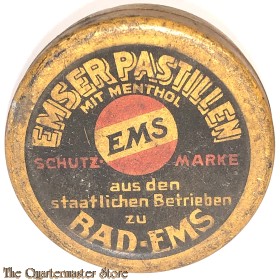 EMSER PASTILLEN
MIT MENTHOL
EMS
SCHUTZ-MARKE
aus den
staatlichen Betrieben
zu
BAD-EMS
The Quartermaster Store